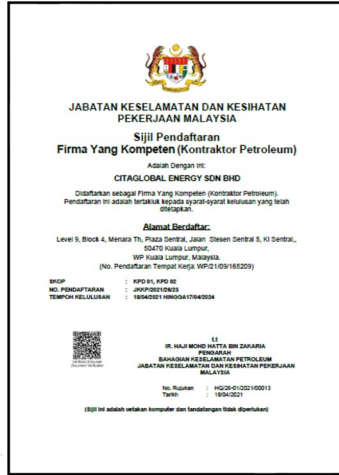 JABATAN KESELAMATAN DAN KESIHATAN
PEKERJAAN MALAYSIA
Sijil Pendaftaran
Firma Yang Kompeten (Kontraktor Petroleum)
Adalah Dengan Ini:
CITAGLOBAL ENERGY SDN BHD
Didaftarkan sebagai Firma Yang Kompeten (Kontraktor Petroleum).
Pendaftaran ini adalah tertakluk kepada syarat-syarat kelulusan yang telah
ditetapkan.
Alamat Berdaftar:
Level 9, Block 4, Menara Th, Plaza Sentral, Jalan Stesen Sentral 5, Kl Sentral,,
50470 Kuala Lumpur,
WP Kuala Lumpur, Malaysia.
(No. Pendaftaran Tempat Kerja: WP/21/09/165209)
SKOP : KPD 01, KPD 02
NO. PENDAFTARAN : JKKP/2021/26/23
TEMPOH KELULUSAN : 18/04/2021 HINGGA17/04/2024
t.t
IR. HAJI MOHD HATTA BIN ZAKARIA
PENGARAH
BAHAGIAN KESELAMATAN PETROLEUM
JABATAN KESELAMATAN DAN KESIHATAN PEKERJAAN
MALAYSIA
No. Rujukan : HQ/26-01/2021/00013
Tarikh : 18/04/2021
(Sijil ini adalah cetakan komputer dan tandatangan tidak diperlukan)